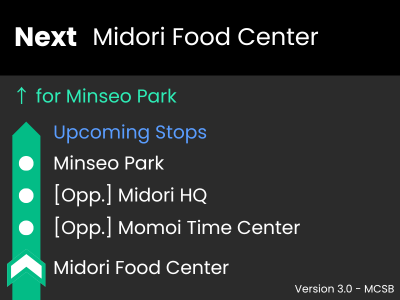 Next Midori Food Center
↑ for Minseo Park
Upcoming Stops
Minseo Park
[Opp.] Midori HQ
[Opp.] Momoi Time Center
Midori Food Center
Version 3.0 - MCSB